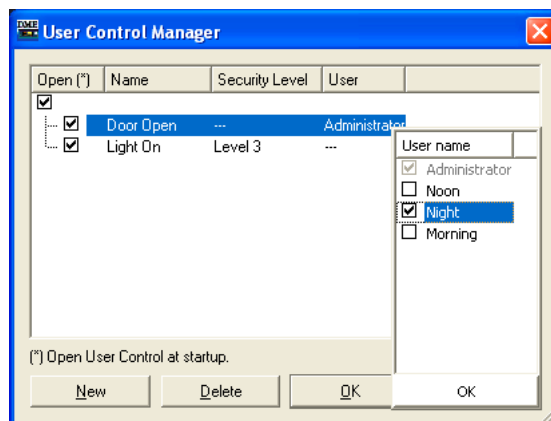 DME
User Control Manager
Open (*) Name Security Level User
Door Open --- Administrator
Light On Level 3 ---
User name
Administrator
Noon
Night
Morning
(*) Open User Control at startup.
New Delete OK OK